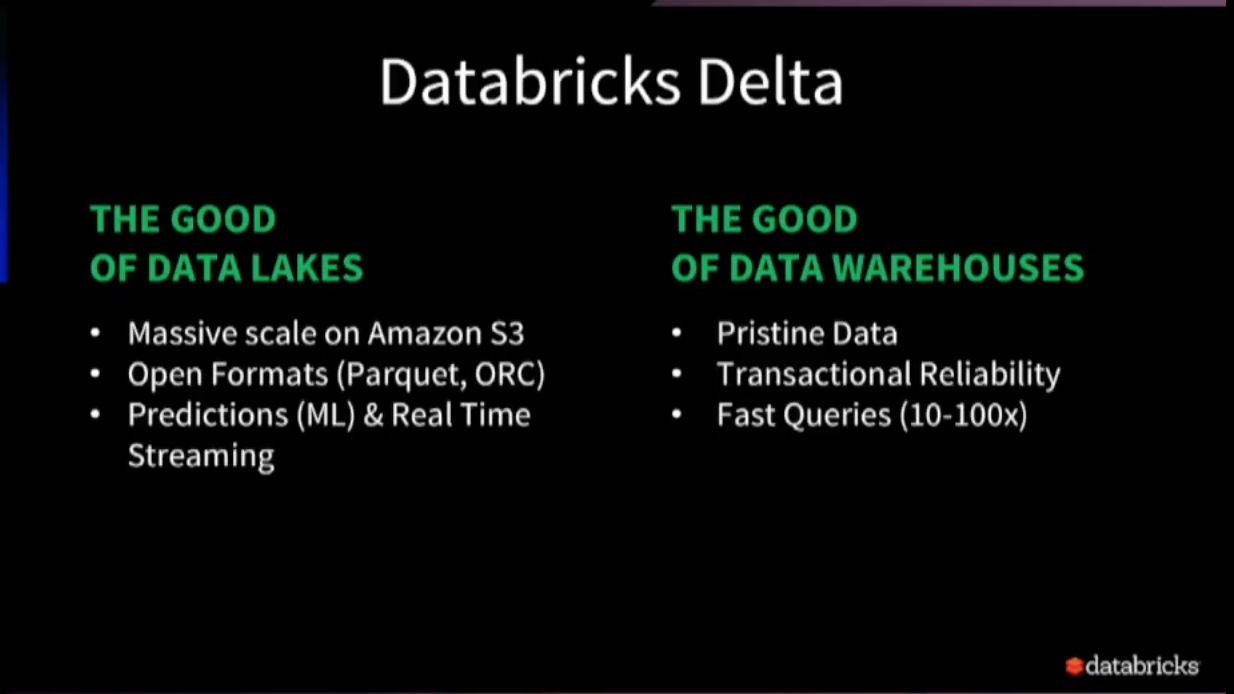 Databricks Delta
THE GOOD
OF DATA LAKES
• Massive scale on Amazon S3
• Open Formats (Parquet, ORC)
• Predictions (ML) & Real Time
Streaming
THE GOOD
OF DATA WAREHOUSES
• Pristine Data
• Transactional Reliability
• Fast Queries (10-100x)
databricks